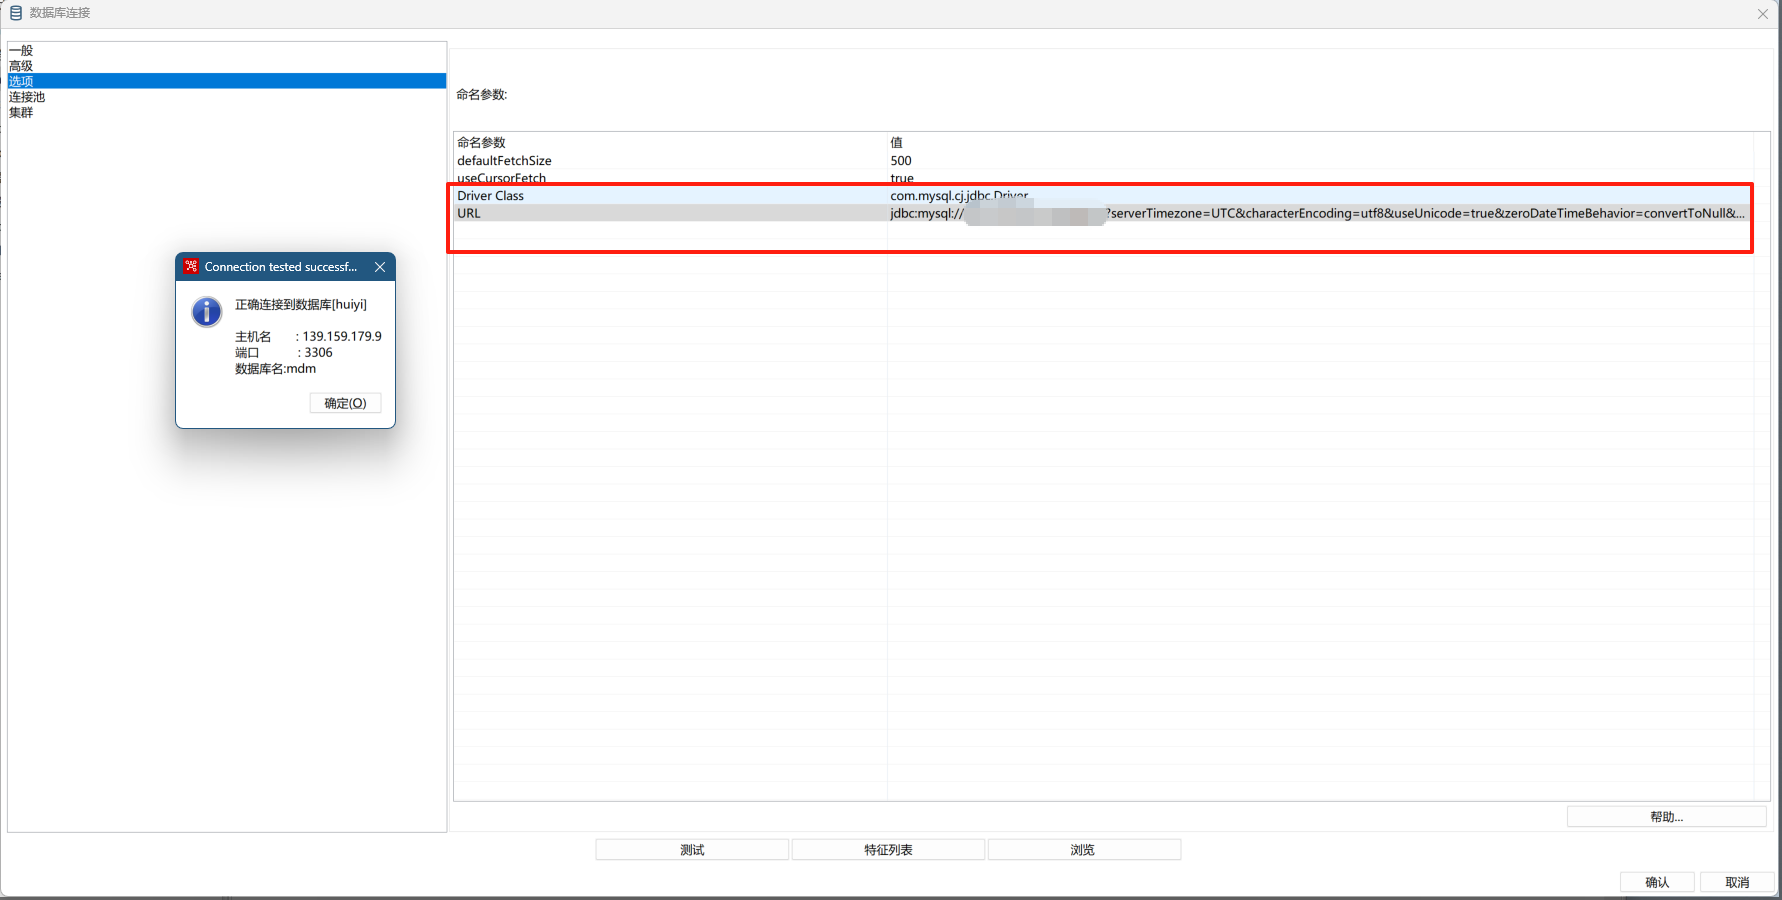 数据库连接
一般
高级
选项
连接池
集群
命名参数:
命名参数 值
defaultFetchSize 500
useCursorFetch true
Driver Class com.mysql.cj.jdbc.Driver
URL jdbc:mysql:// ?serverTimezone=UTC&characterEncoding=utf8&useUnicode=true&zeroDateTimeBehavior=convertToNull&...
Connection tested successf...
正确连接到数据库[huiyi]
主机名 : 139.159.179.9
端口 : 3306
数据库名:mdm
确定(O)
帮助...
测试 特征列表 浏览
确认 取消